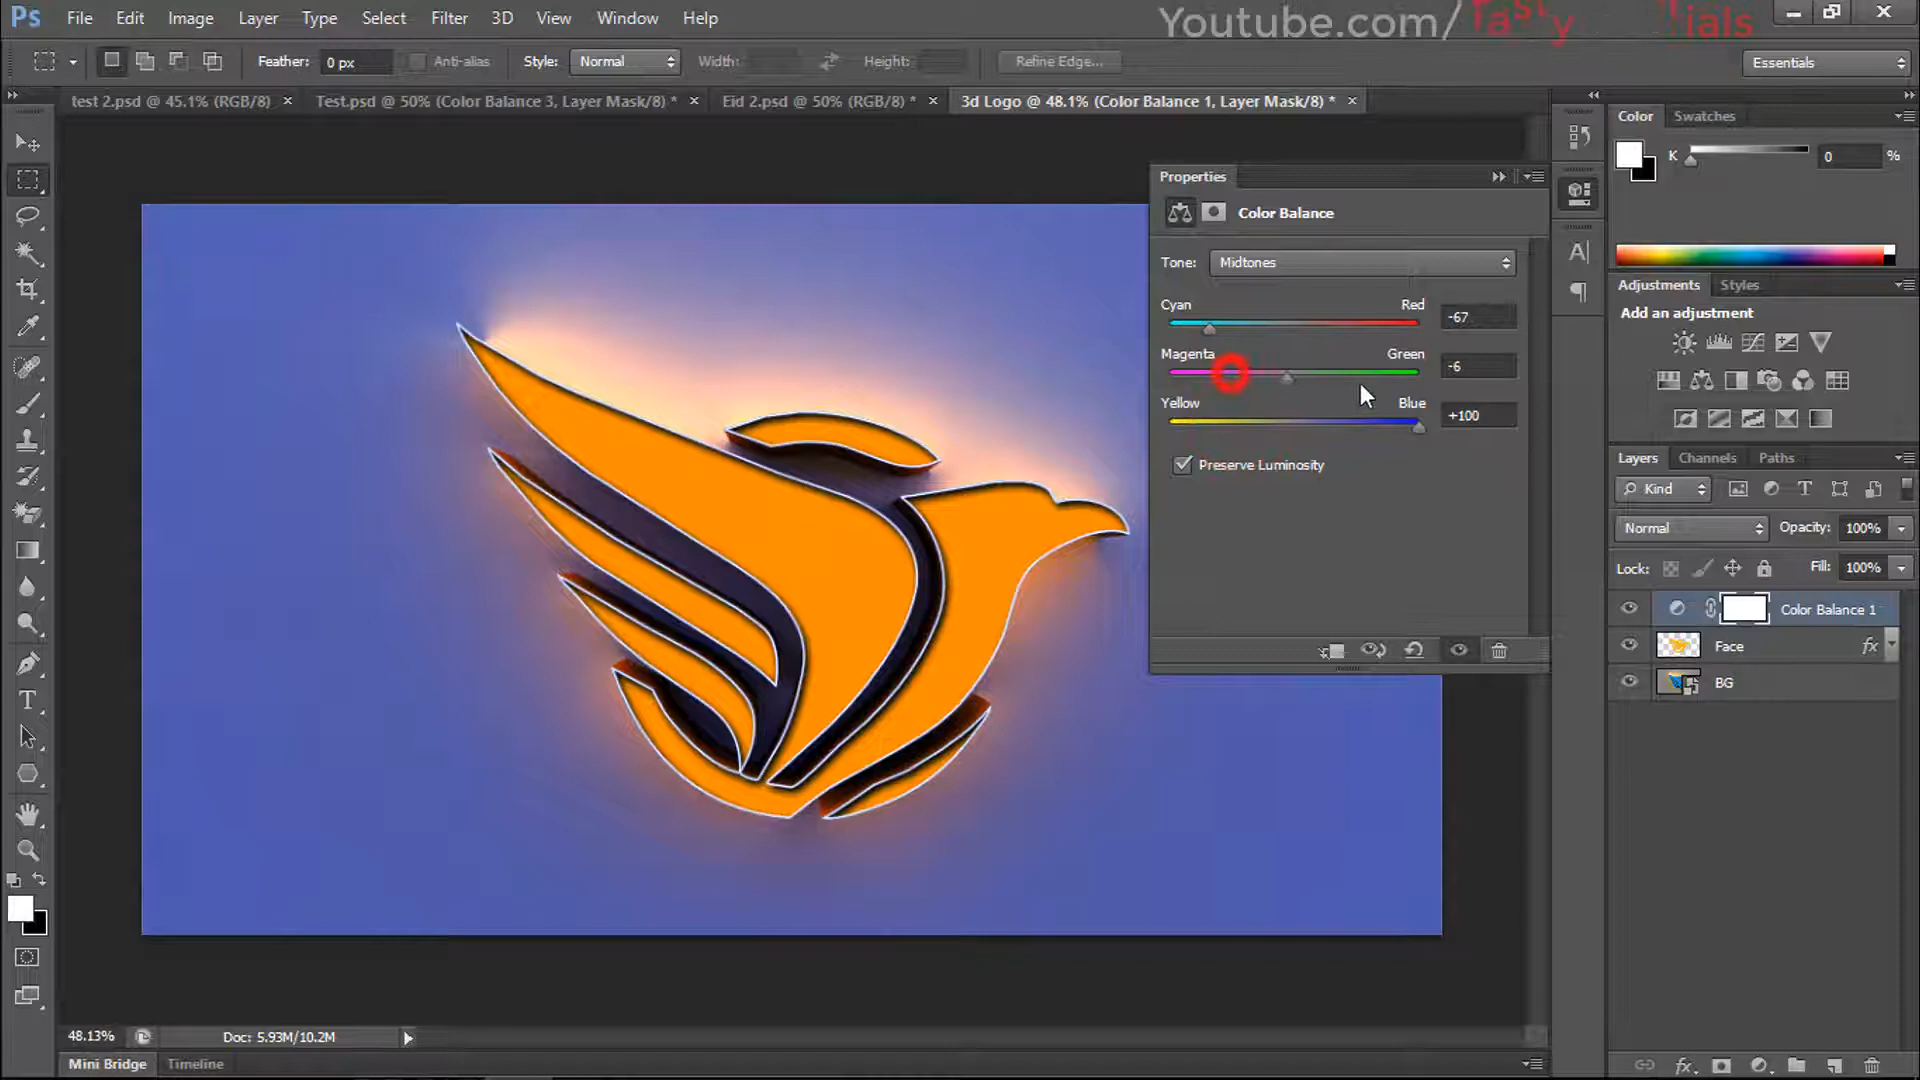 Ps File Edit Image Layer Type Select Filter 3D View Window Help
Youtube.com/
Feather: 0 px Anti-alias Style: Normal Width: Height: Refine Edge... Essentials
test 2.psd @ 45.1% (RGB/8) × Test.psd @ 50% (Color Balance 3, Layer Mask/8) * × Eid 2.psd @ 50% (RGB/8) * × 3d Logo @ 48.1% (Color Balance 1, Layer Mask/8) * ×
Properties
Color Balance
Tone: Midtones
Cyan Red -67
Magenta Green -6
Yellow Blue +100
Preserve Luminosity
Color Swatches
K 0 %
Adjustments Styles
Add an adjustment
Layers Channels Paths
Kind
Normal Opacity: 100%
Lock: Fill: 100%
Color Balance 1
Face fx
BG
48.13% Doc: 5.93M/10.2M
Mini Bridge Timeline